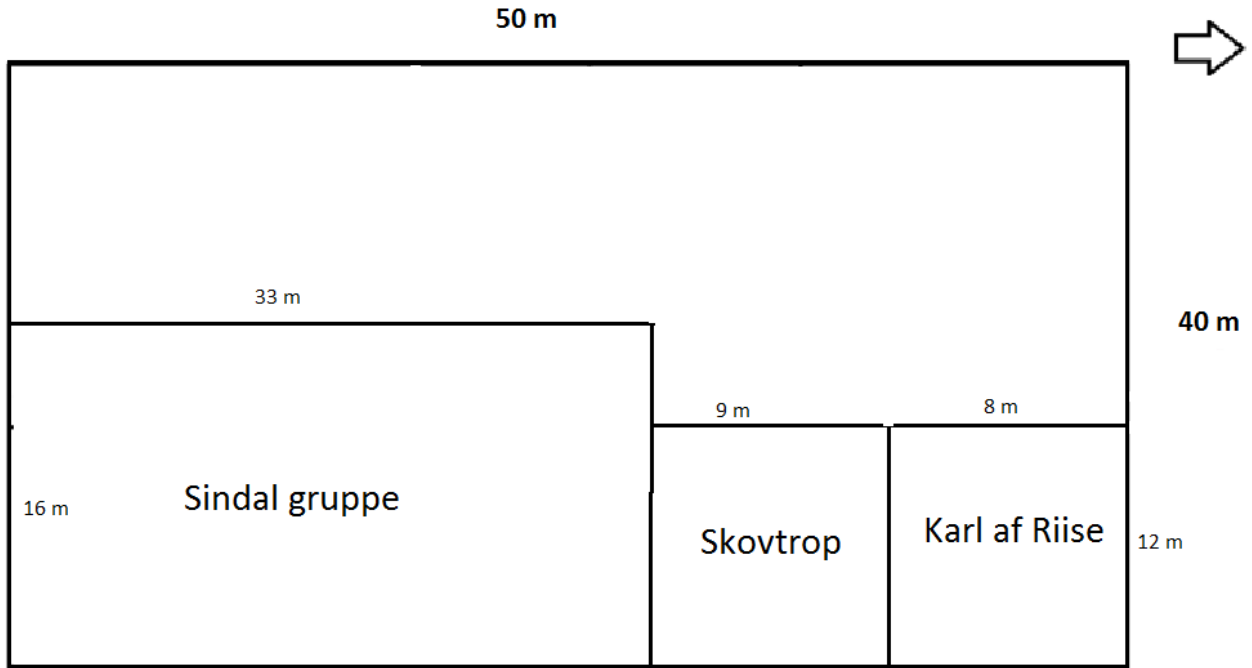 50 m
33 m
40 m
9 m
8 m
16 m
Sindal gruppe
Skovtrop
Karl af Riise
12 m